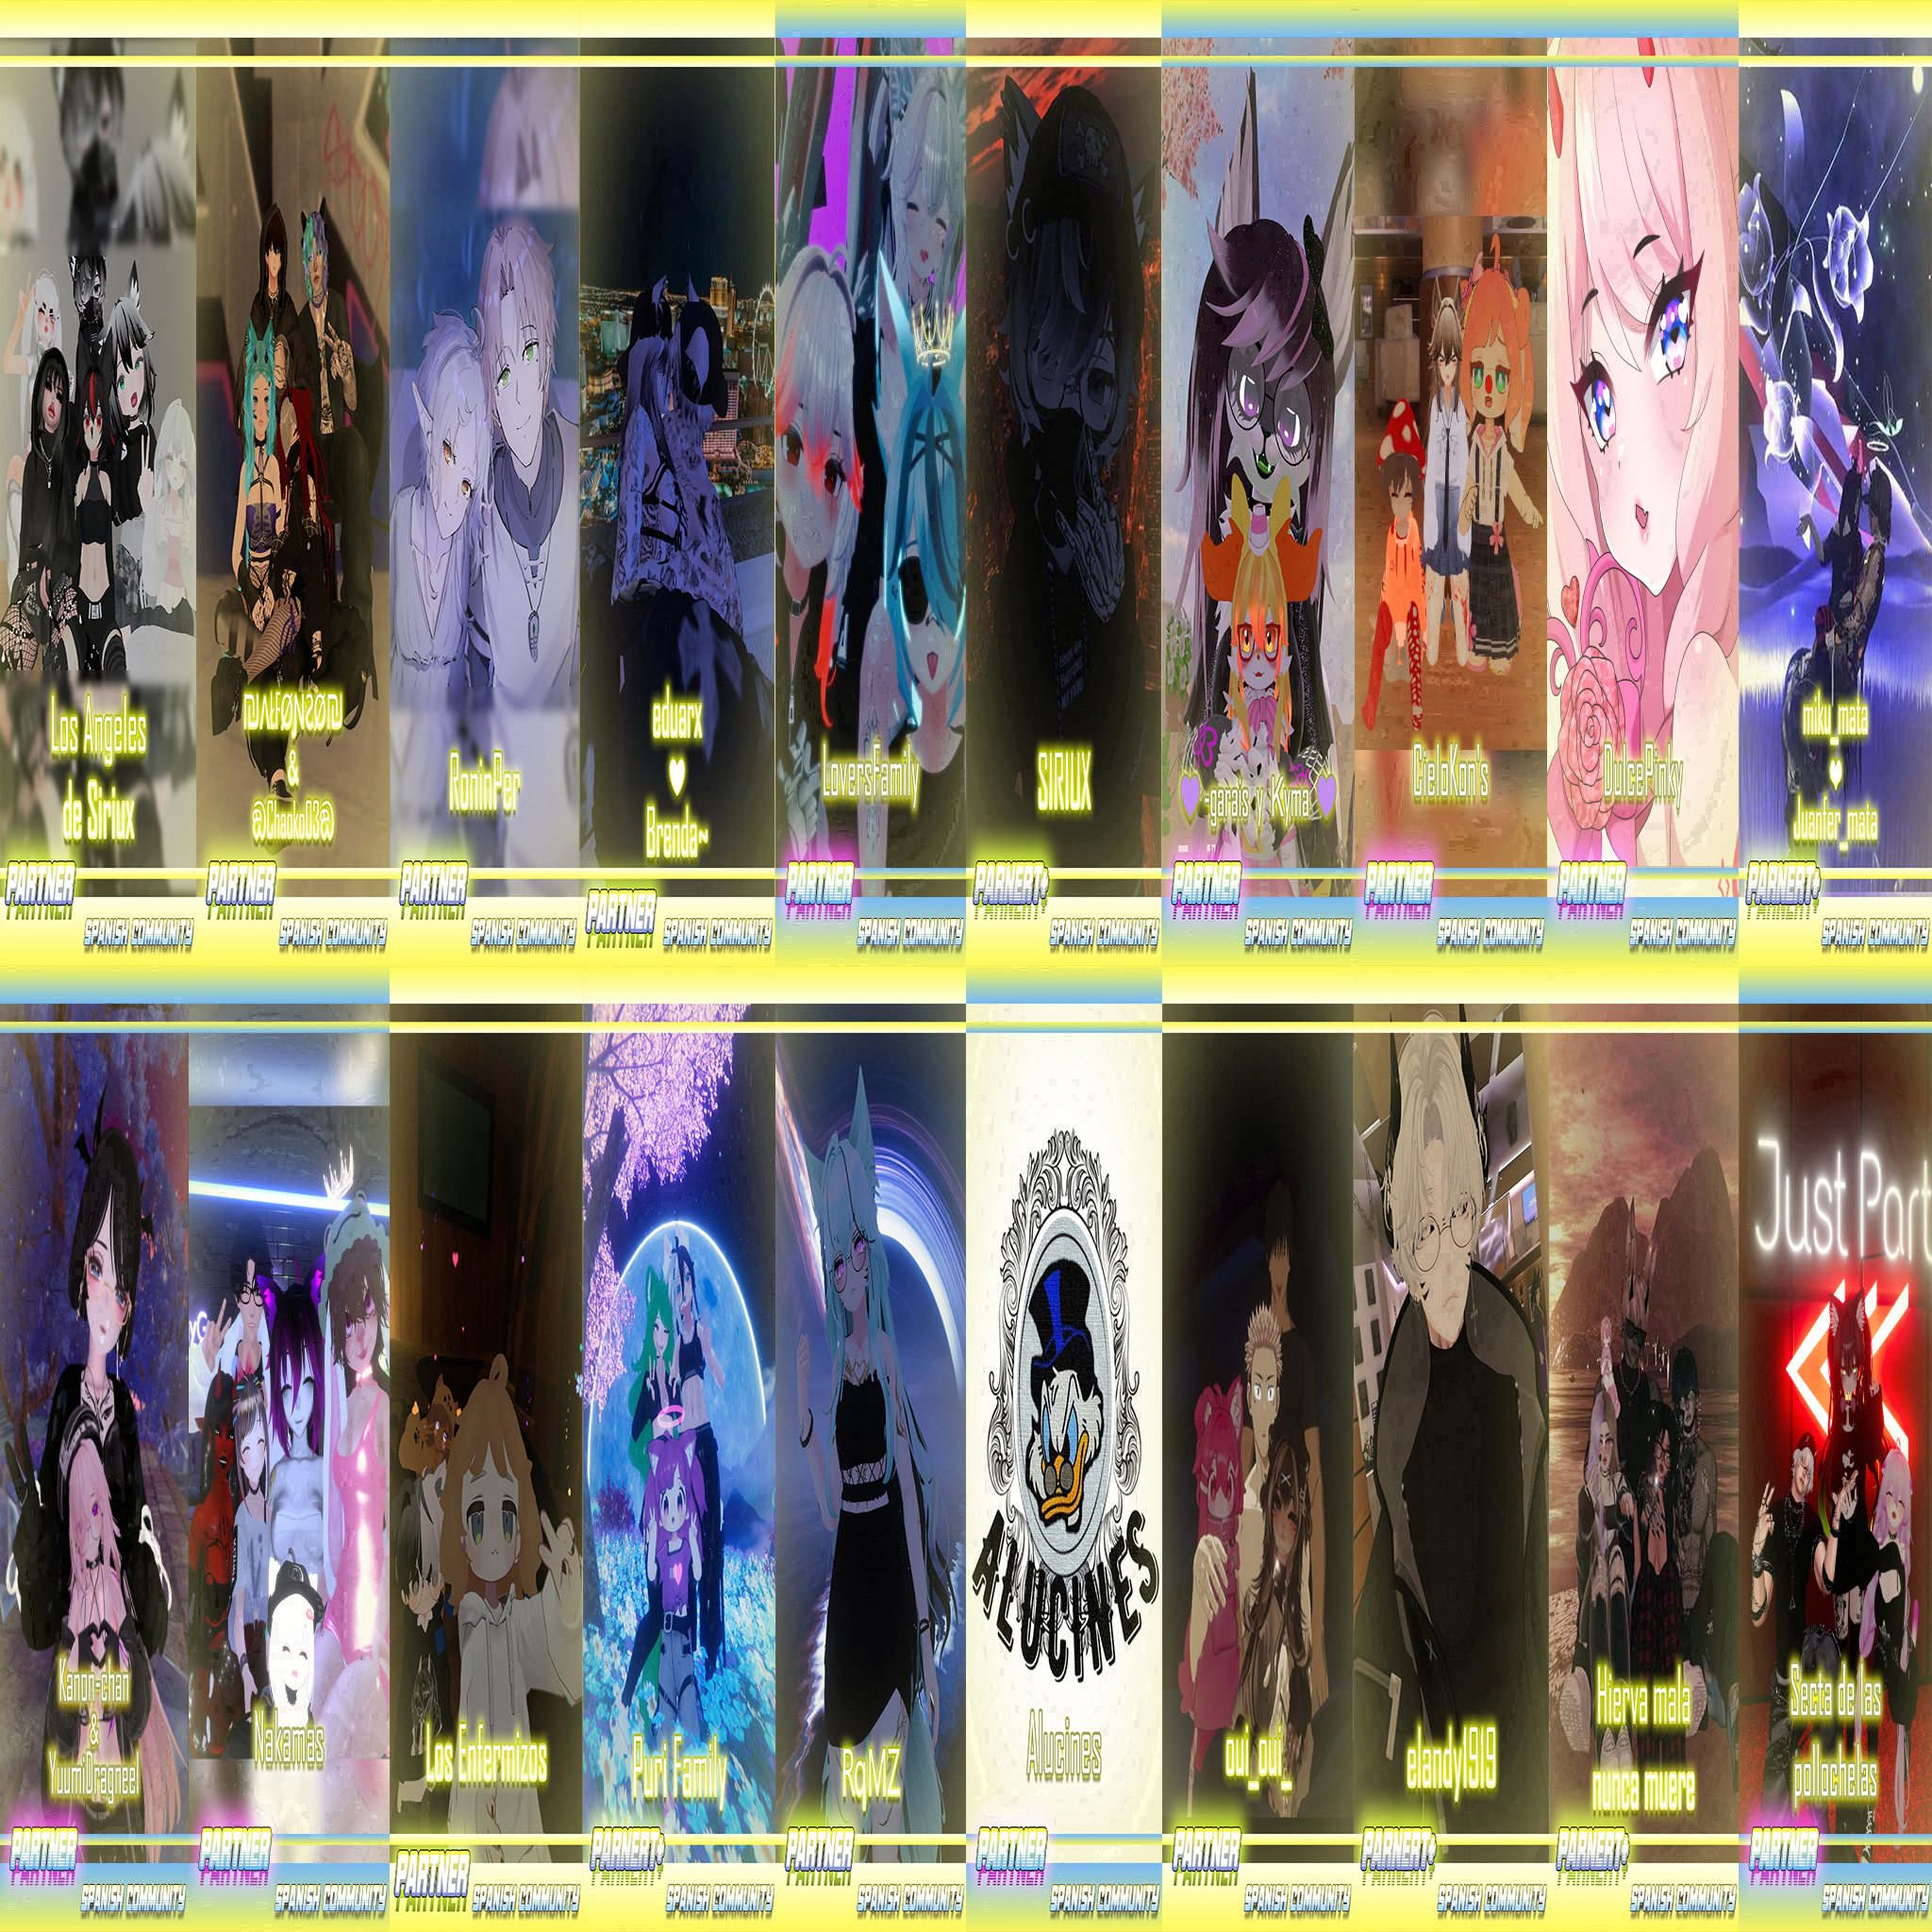 Los Angeles
de Siriux
PARTNER
SPANISH COMMUNITY
&
@Chaoko03@
PARTNER
SPANISH COMMUNITY
RoninPer
PARTNER
SPANISH COMMUNITY
eduarx
♥
Brenda~
PARTNER
SPANISH COMMUNITY
LoversFamily
PARTNER
SPANISH COMMUNITY
SIRIUX
PARNERT+
SPANISH COMMUNITY
💜~garais y Kyma💜
PARTNER
SPANISH COMMUNITY
CieloKon's
PARTNER
SPANISH COMMUNITY
DulcePinky
PARTNER
SPANISH COMMUNITY
miku_mata
♥
Juanfer_mata
PARNERT+
SPANISH COMMUNITY
Kanon-chan
&
YuumiDragneel
PARTNER
SPANISH COMMUNITY
Nakamas
PARTNER
SPANISH COMMUNITY
Los Enfermizos
PARTNER
SPANISH COMMUNITY
Puri Family
PARNERT+
SPANISH COMMUNITY
RqMZ
PARTNER
SPANISH COMMUNITY
ALUCINES
Alucines
PARTNER
SPANISH COMMUNITY
oui_oui_
PARTNER
SPANISH COMMUNITY
elandy1919
PARNERT+
SPANISH COMMUNITY
Hierva mala
nunca muere
PARNERT+
SPANISH COMMUNITY
Just Part
Secta de las
pollochelas
PARTNER
SPANISH COMMUNITY